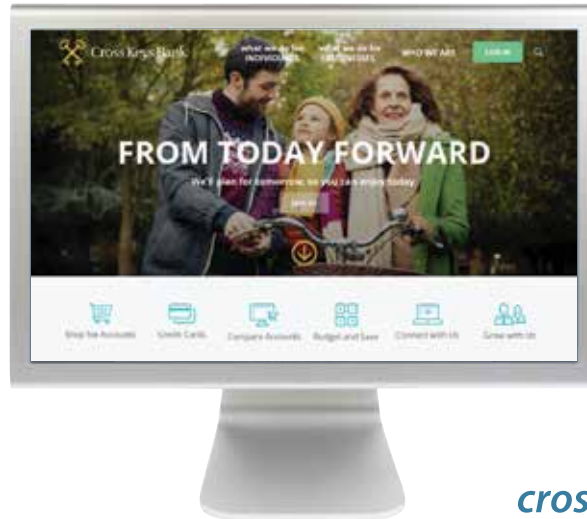 Cross Keys Bank
what we do for INDIVIDUALS
what we do for BUSINESSES
WHO WE ARE
LOG IN
FROM TODAY FORWARD
We'll plan for tomorrow, so you can enjoy today.
Join Us
Shop for Accounts
Credit Cards
Compare Accounts
Budget and Save
Connect with Us
Grow with Us
cros